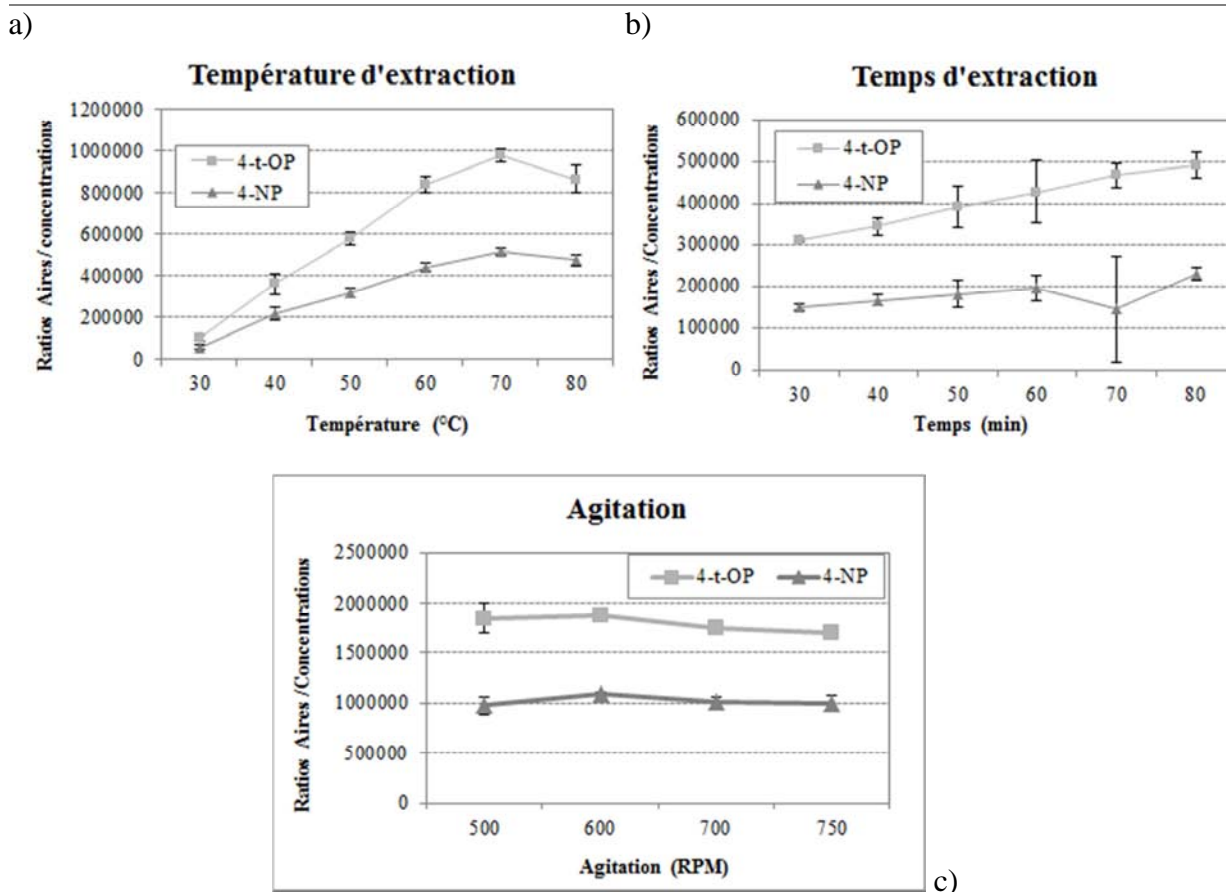 a)
Température d'extraction
Ratios Aires/concentrations
1200000
1000000
800000
600000
400000
200000
0
4-t-OP
4-NP
30 40 50 60 70 80
Température (°C)
b)
Temps d'extraction
Ratios Aires/Concentrations
600000
500000
400000
300000
200000
100000
0
4-t-OP
4-NP
30 40 50 60 70 80
Temps (min)
Agitation
Ratios Aires/Concentrations
2500000
2000000
1500000
1000000
500000
0
4-t-OP 4-NP
500 600 700 750
Agitation (RPM)
c)